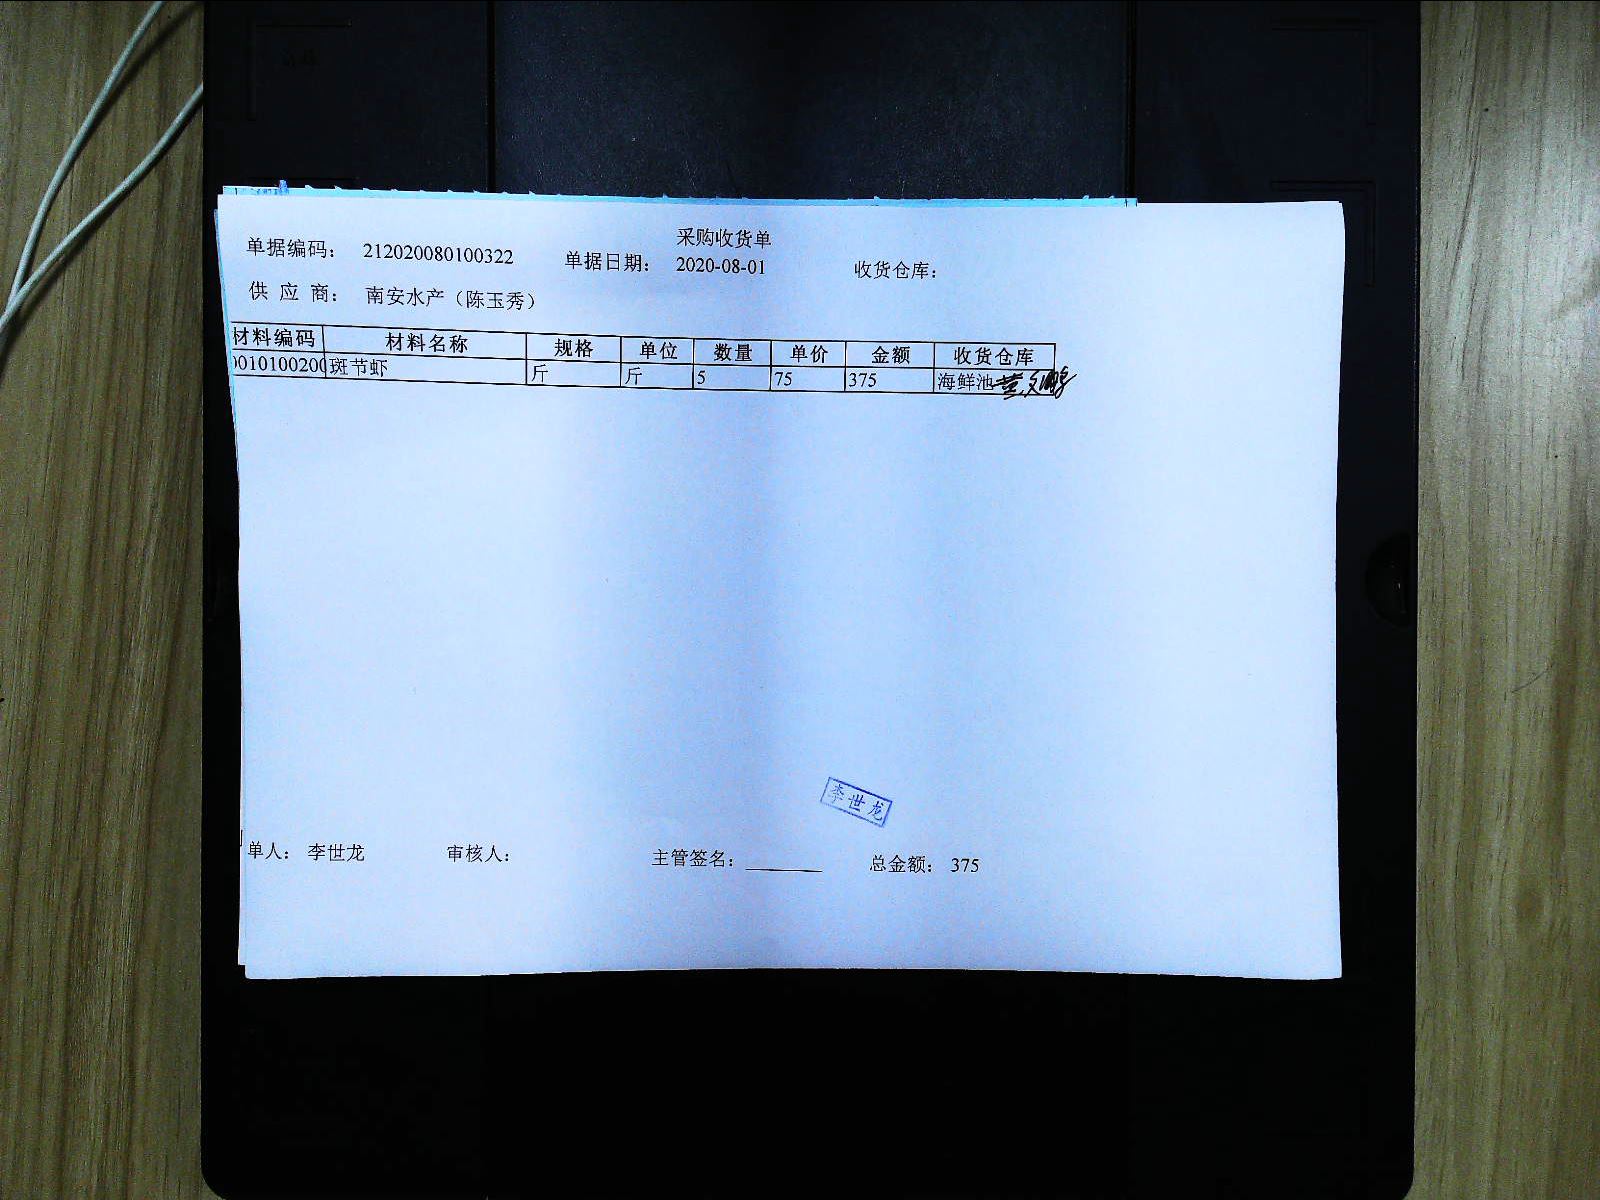 采购收货单
单据编码： 212020080100322 单据日期： 2020-08-01 收货仓库：
供 应 商： 南安水产（陈玉秀）
材料编码 材料名称 规格 单位 数量 单价 金额 收货仓库
0010100200 斑节虾 斤 斤 5 75 375 海鲜池
李世龙
单人： 李世龙 审核人： 主管签名： 总金额： 375